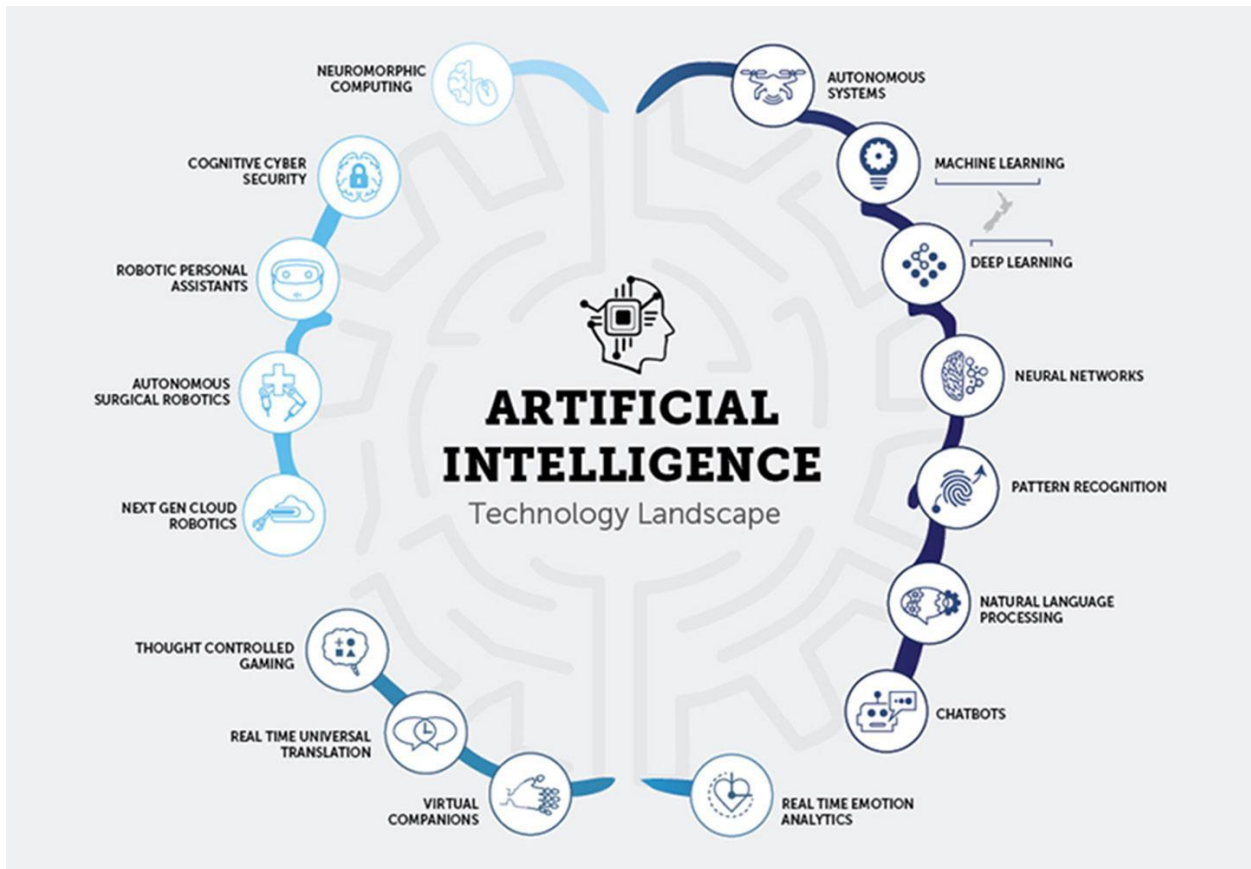 ARTIFICIAL
INTELLIGENCE
Technology Landscape
AUTONOMOUS
SYSTEMS
MACHINE LEARNING
DEEP LEARNING
NEURAL NETWORKS
PATTERN RECOGNITION
NATURAL LANGUAGE
PROCESSING
CHATBOTS
REAL TIME EMOTION
ANALYTICS
VIRTUAL
COMPANIONS
REAL TIME UNIVERSAL
TRANSLATION
THOUGHT CONTROLLED
GAMING
NEXT GEN CLOUD
ROBOTICS
AUTONOMOUS
SURGICAL ROBOTICS
ROBOTIC PERSONAL
ASSISTANTS
COGNITIVE CYBER
SECURITY
NEUROMORPHIC
COMPUTING